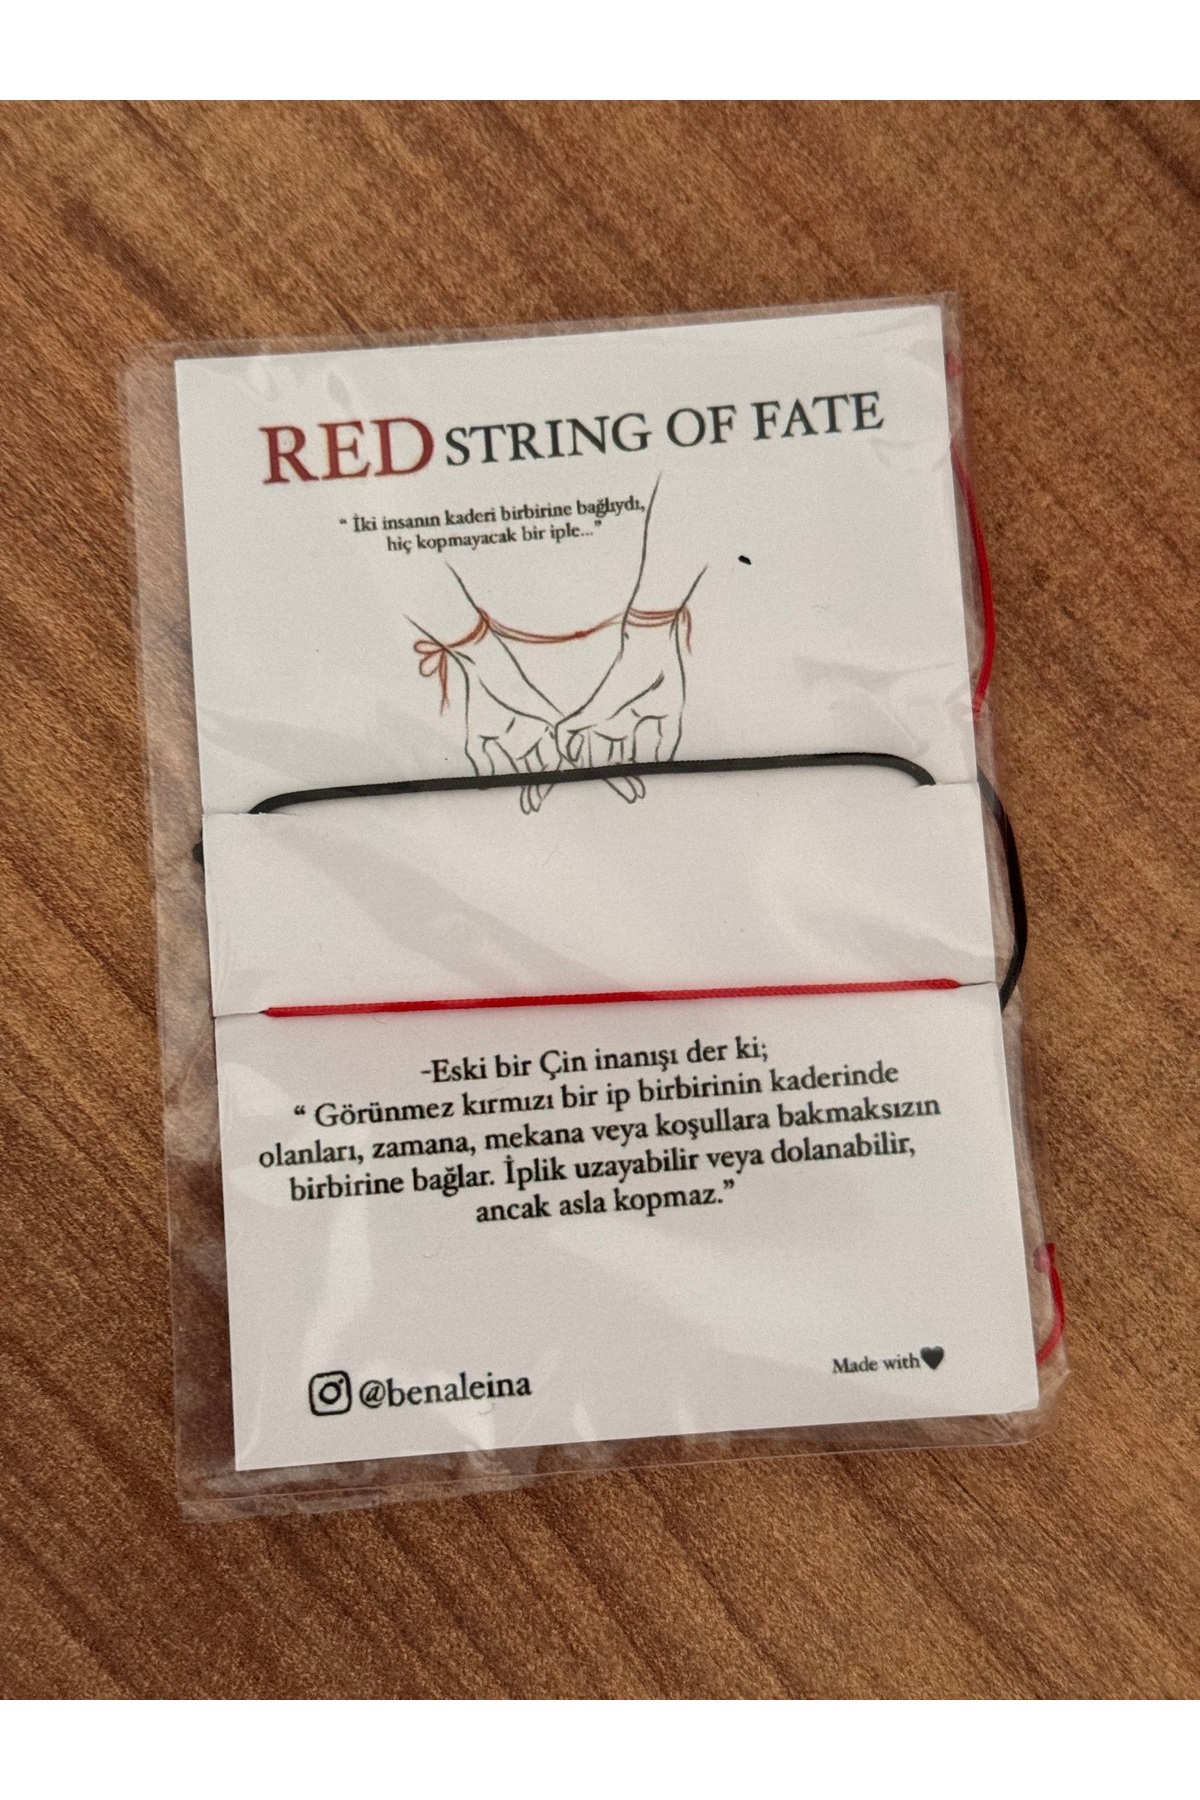 RED STRING OF FATE
“ İki insanın kaderi birbirine bağlıydı,
hiç kopmayacak bir iple...”
-Eski bir Çin inanışı der ki;
“ Görünmez kırmızı bir ip birbirinin kaderinde
olanları, zamana, mekana veya koşullara bakmaksızın
birbirine bağlar. İplik uzayabilir veya dolanabilir,
ancak asla kopmaz.”
Made with🖤
@benaleina